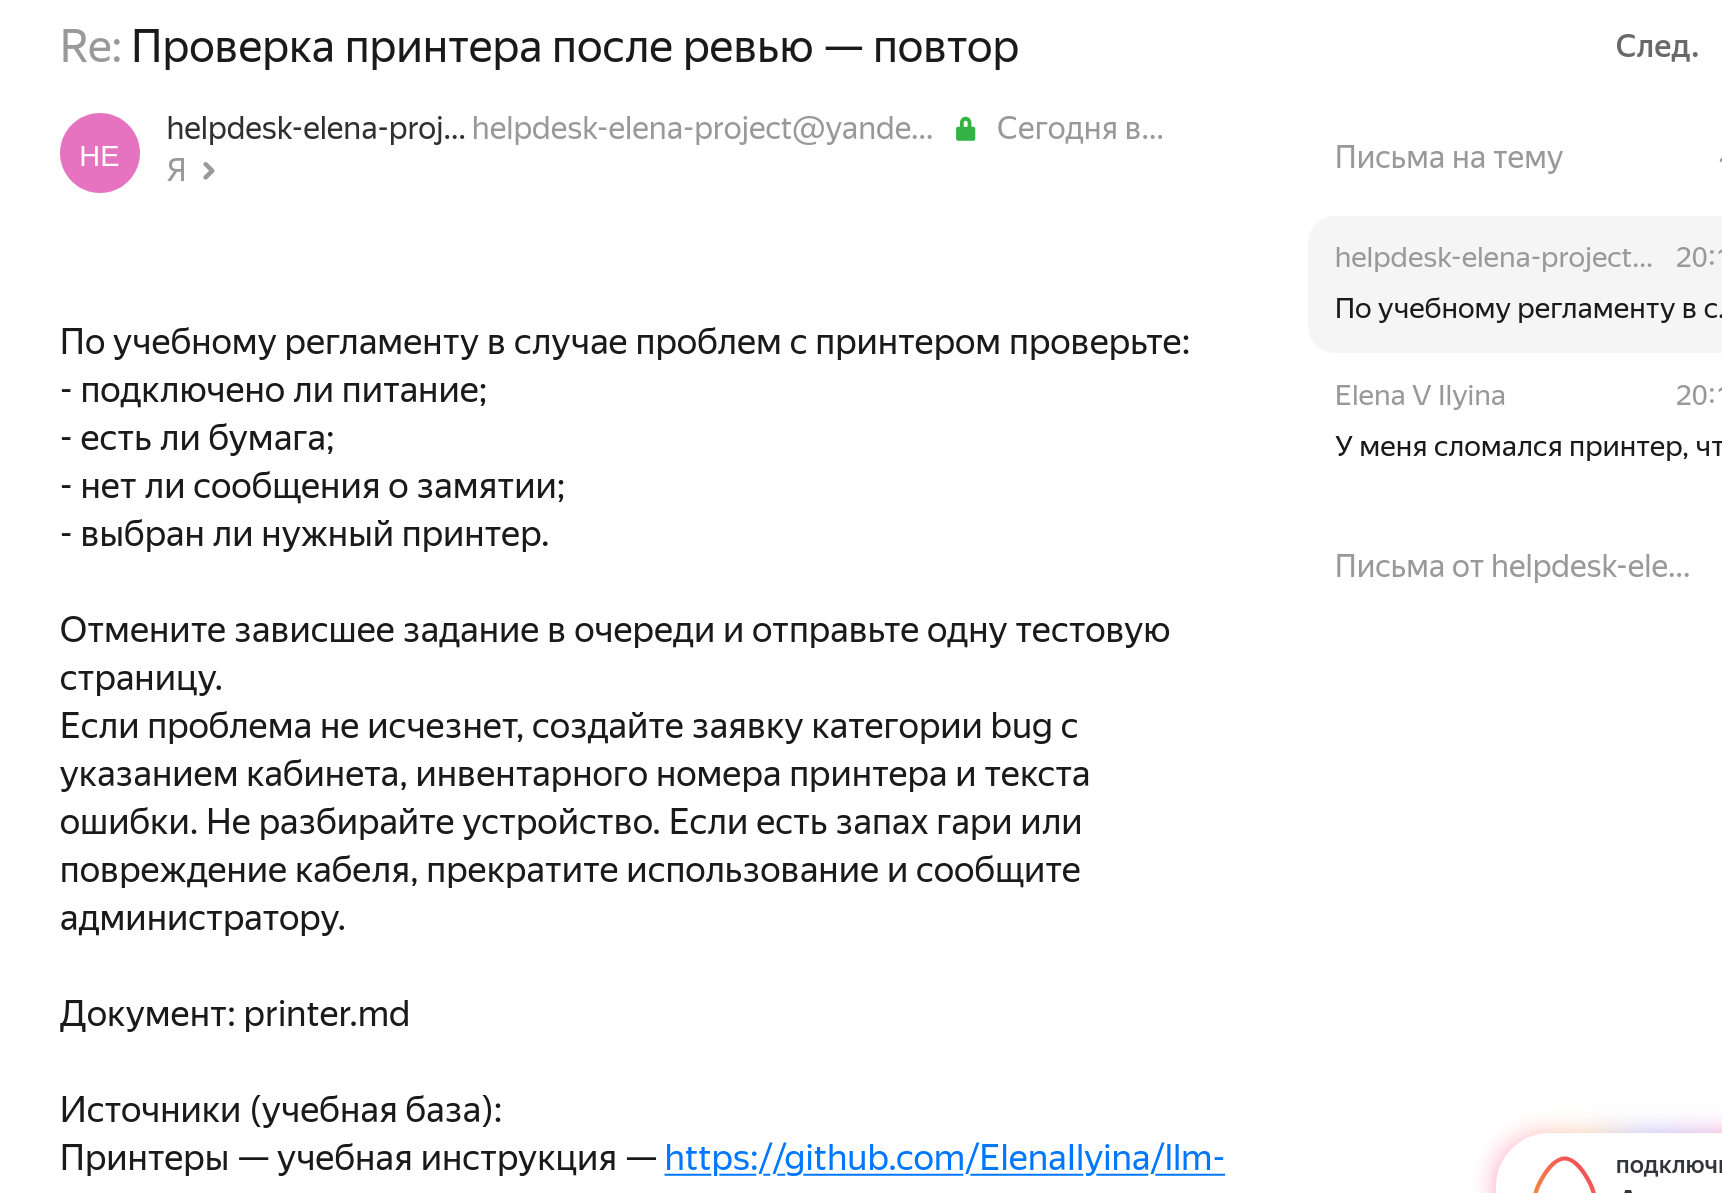 Re: Проверка принтера после ревью — повтор
След.
HE
helpdesk-elena-proj... helpdesk-elena-project@yande... Сегодня в...
Я
Письма на тему
helpdesk-elena-project... 20:
По учебному регламенту в с.
Elena V Ilyina 20:
У меня сломался принтер, чт
Письма от helpdesk-ele...
По учебному регламенту в случае проблем с принтером проверьте:
- подключено ли питание;
- есть ли бумага;
- нет ли сообщения о замятии;
- выбран ли нужный принтер.
Отмените зависшее задание в очереди и отправьте одну тестовую
страницу.
Если проблема не исчезнет, создайте заявку категории bug с
указанием кабинета, инвентарного номера принтера и текста
ошибки. Не разбирайте устройство. Если есть запах гари или
повреждение кабеля, прекратите использование и сообщите
администратору.
Документ: printer.md
Источники (учебная база):
Принтеры — учебная инструкция — https://github.com/ElenaIlyina/llm-
подключ